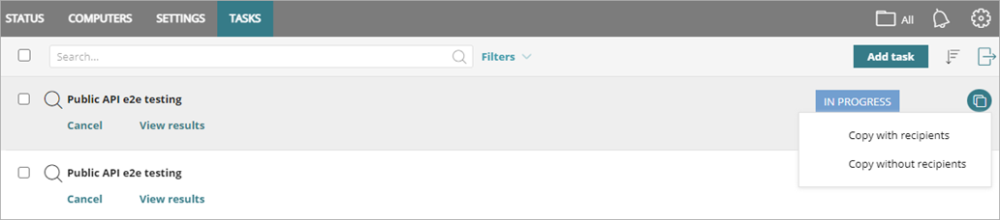 STATUS COMPUTERS SETTINGS TASKS All
Search... Filters Add task
Public API e2e testing IN PROGRESS
Cancel View results
Copy with recipients
Copy without recipients
Public API e2e testing
Cancel View results